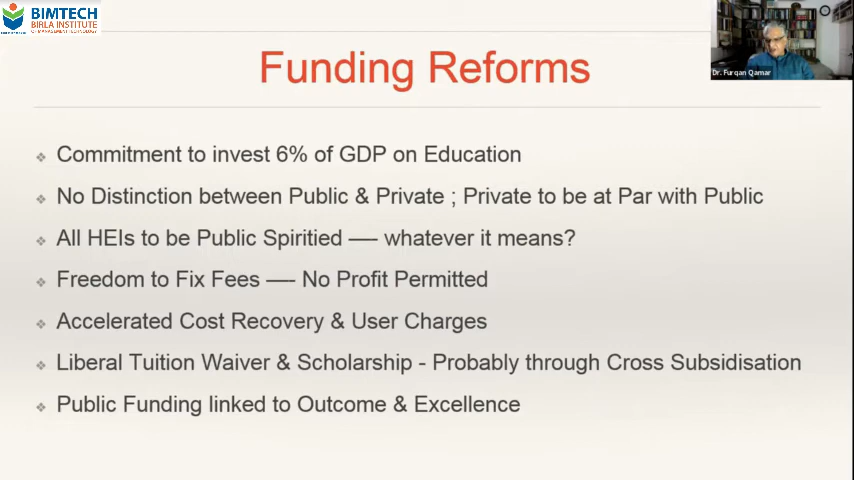 BIMTECH
BIRLA INSTITUTE
OF MANAGEMENT TECHNOLOGY
Dr. Furqan Qamar
Funding Reforms
Commitment to invest 6% of GDP on Education
No Distinction between Public & Private ; Private to be at Par with Public
All HEIs to be Public Spiritied —- whatever it means?
Freedom to Fix Fees —- No Profit Permitted
Accelerated Cost Recovery & User Charges
Liberal Tuition Waiver & Scholarship - Probably through Cross Subsidisation
Public Funding linked to Outcome & Excellence